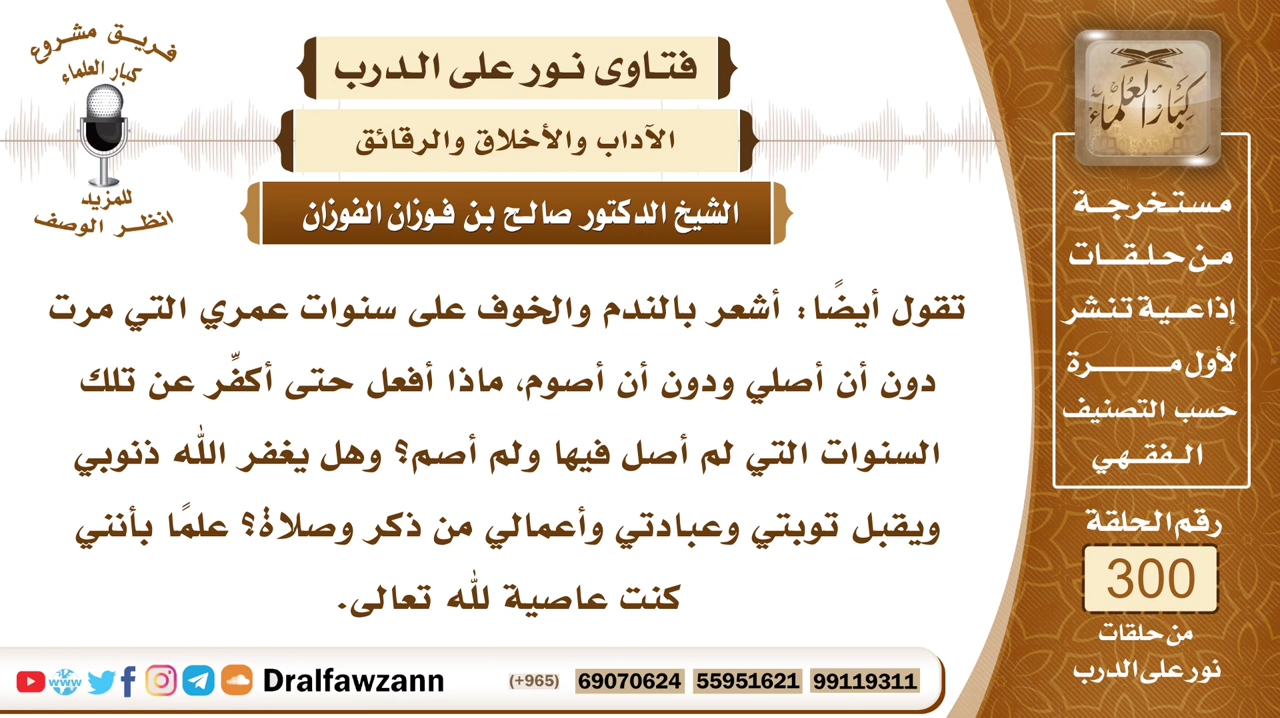 فريق مشروع
كبار العلماء
للمزيد
انظر الوصف
فتاوى نور على الدرب
الآداب والأخلاق والرقائق
الشيخ الدكتور صالح بن فوزان الفوزان
تقول أيضًا: أشعر بالندم والخوف على سنوات عمري التي مرت
دون أن أصلي ودون أن أصوم، ماذا أفعل حتى أكفِّر عن تلك
السنوات التي لم أصل فيها ولم أصم؟ وهل يغفر الله ذنوبي
ويقبل توبتي وعبادتي وأعمالي من ذكر وصلاة؟ علمًا بأنني
كنت عاصية لله تعالى.
كبار العلماء
مستخرجة
من حلقات
إذاعية تنشر
لأول مرة
حسب التصنيف
الفقهي
رقم الحلقة
300
من حلقات
نور على الدرب
www Dralfawzann (+965) 69070624 55951621 99119311